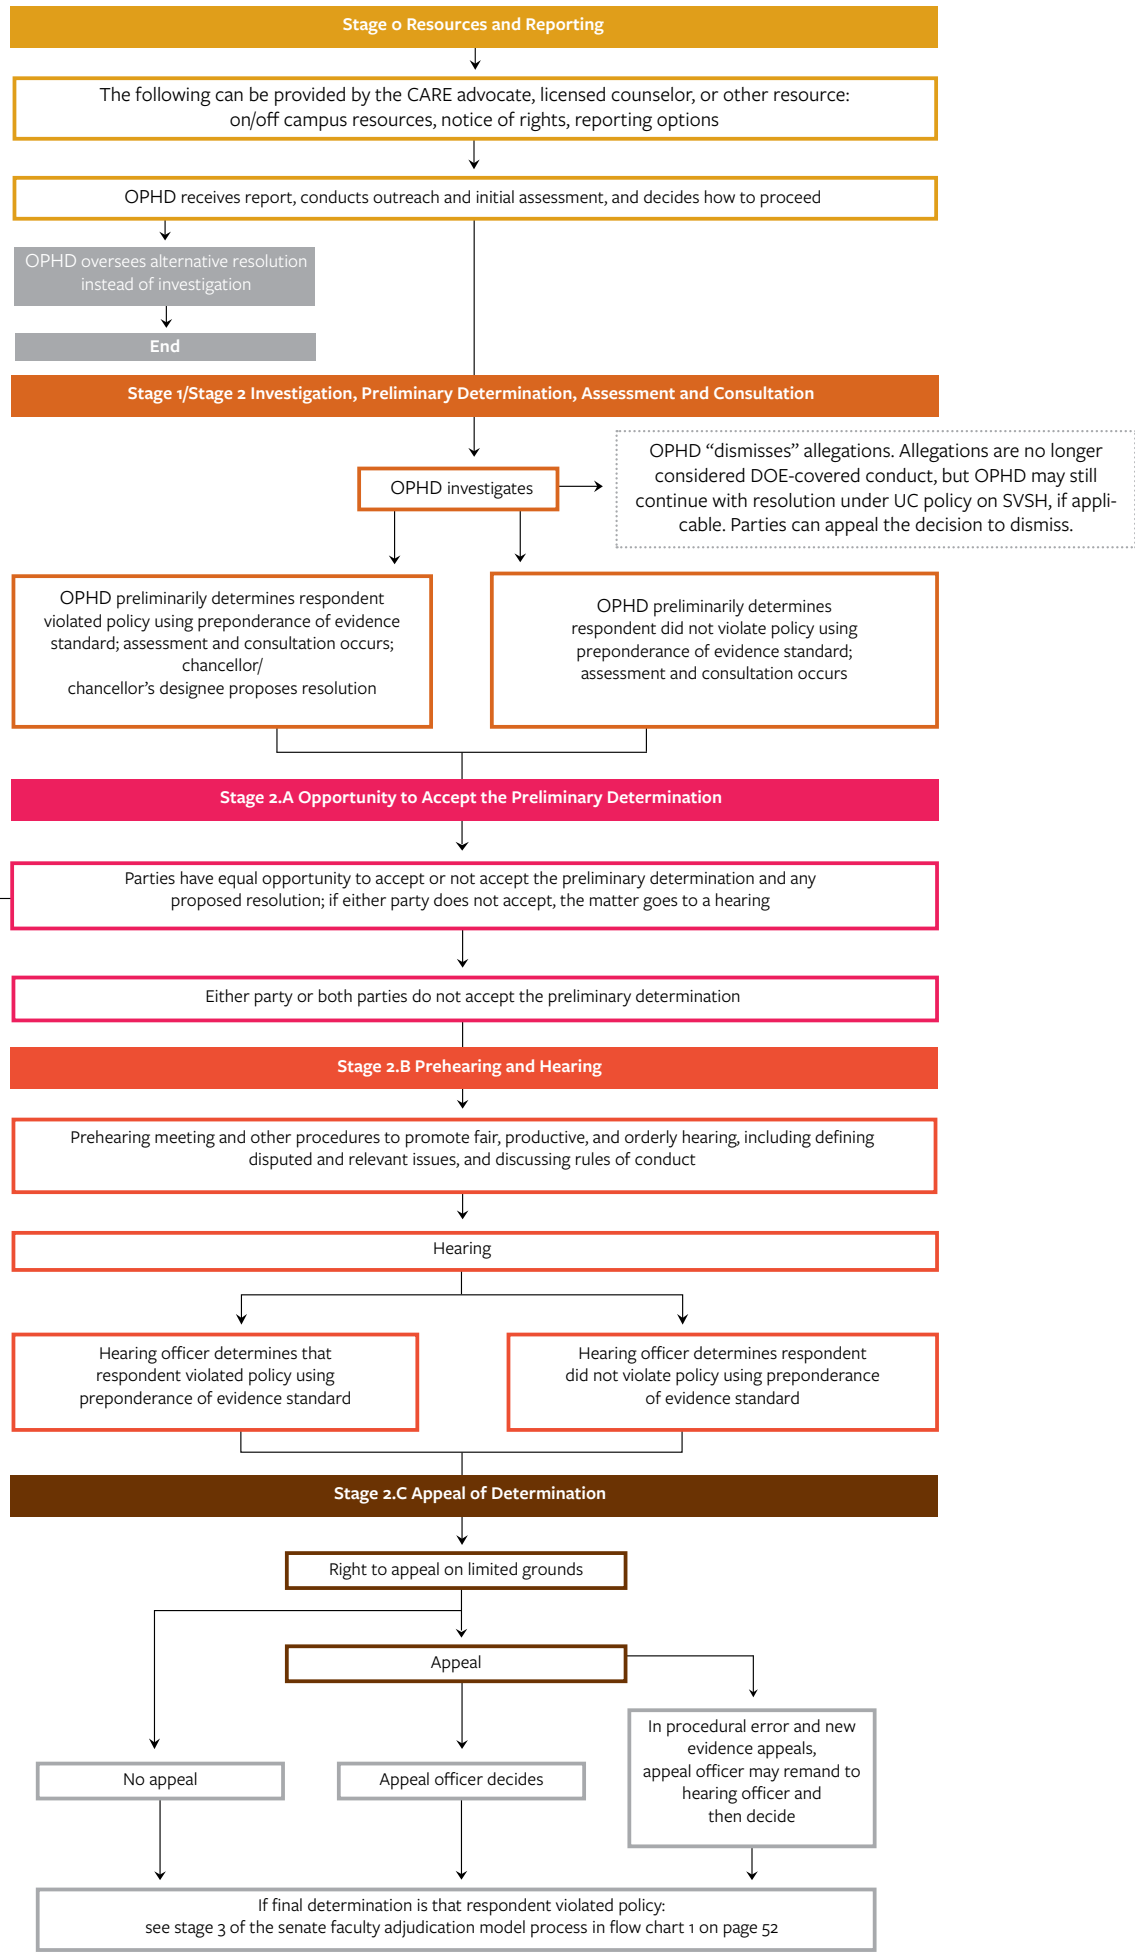 Stage 0 Resources and Reporting
The following can be provided by the CARE advocate, licensed counselor, or other resource:
on/off campus resources, notice of rights, reporting options
OPHD receives report, conducts outreach and initial assessment, and decides how to proceed
OPHD oversees alternative resolution
instead of investigation
End
Stage 1/Stage 2 Investigation, Preliminary Determination, Assessment and Consultation
OPHD investigates
OPHD “dismisses” allegations. Allegations are no longer
considered DOE-covered conduct, but OPHD may still
continue with resolution under UC policy on SVSH, if appli-
cable. Parties can appeal the decision to dismiss.
OPHD preliminarily determines respondent
violated policy using preponderance of evidence
standard; assessment and consultation occurs;
chancellor/
chancellor’s designee proposes resolution
OPHD preliminarily determines
respondent did not violate policy using
preponderance of evidence standard;
assessment and consultation occurs
Stage 2.A Opportunity to Accept the Preliminary Determination
Parties have equal opportunity to accept or not accept the preliminary determination and any
proposed resolution; if either party does not accept, the matter goes to a hearing
Either party or both parties do not accept the preliminary determination
Stage 2.B Prehearing and Hearing
Prehearing meeting and other procedures to promote fair, productive, and orderly hearing, including defining
disputed and relevant issues, and discussing rules of conduct
Hearing
Hearing officer determines that
respondent violated policy using
preponderance of evidence standard
Hearing officer determines respondent
did not violate policy using preponderance
of evidence standard
Stage 2.C Appeal of Determination
Right to appeal on limited grounds
Appeal
No appeal
Appeal officer decides
In procedural error and new
evidence appeals,
appeal officer may remand to
hearing officer and
then decide
If final determination is that respondent violated policy:
see stage 3 of the senate faculty adjudication model process in flow chart 1 on page 52